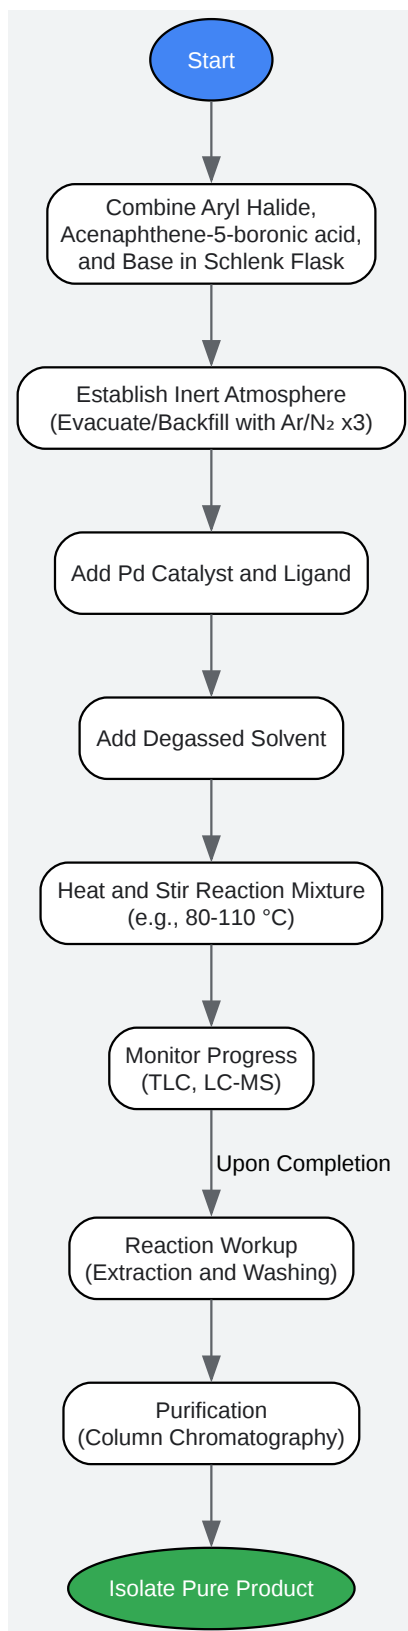 Start
Combine Aryl Halide,
Acenaphthene-5-boronic acid,
and Base in Schlenk Flask
Establish Inert Atmosphere
(Evacuate/Backfill with Ar/N₂ x3)
Add Pd Catalyst and Ligand
Add Degassed Solvent
Heat and Stir Reaction Mixture
(e.g., 80-110 °C)
Monitor Progress
(TLC, LC-MS)
Upon Completion
Reaction Workup
(Extraction and Washing)
Purification
(Column Chromatography)
Isolate Pure Product